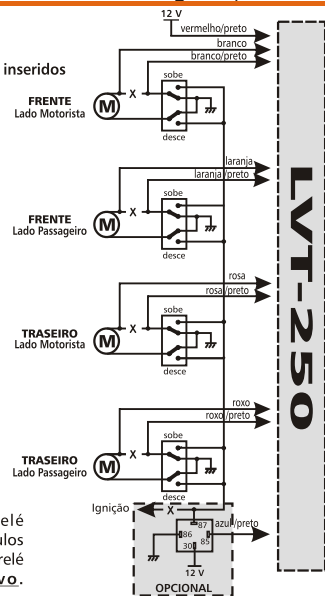 12 V
vermelho/preto
branco
branco/preto
inseridos
sobe
FRENTE
Lado Motorista
M
X
desce
laranja
laranja/preto
sobe
FRENTE
Lado Passageiro
M
X
desce
rosa
rosa/preto
sobe
TRASEIRO
Lado Motorista
M
X
desce
roxo
roxo/preto
sobe
TRASEIRO
Lado Passageiro
M
X
desce
LVT-250
Ignição
X
elé
ulos
relé
vo.
87
86
85
30
azul/preto
12 V
OPCIONAL